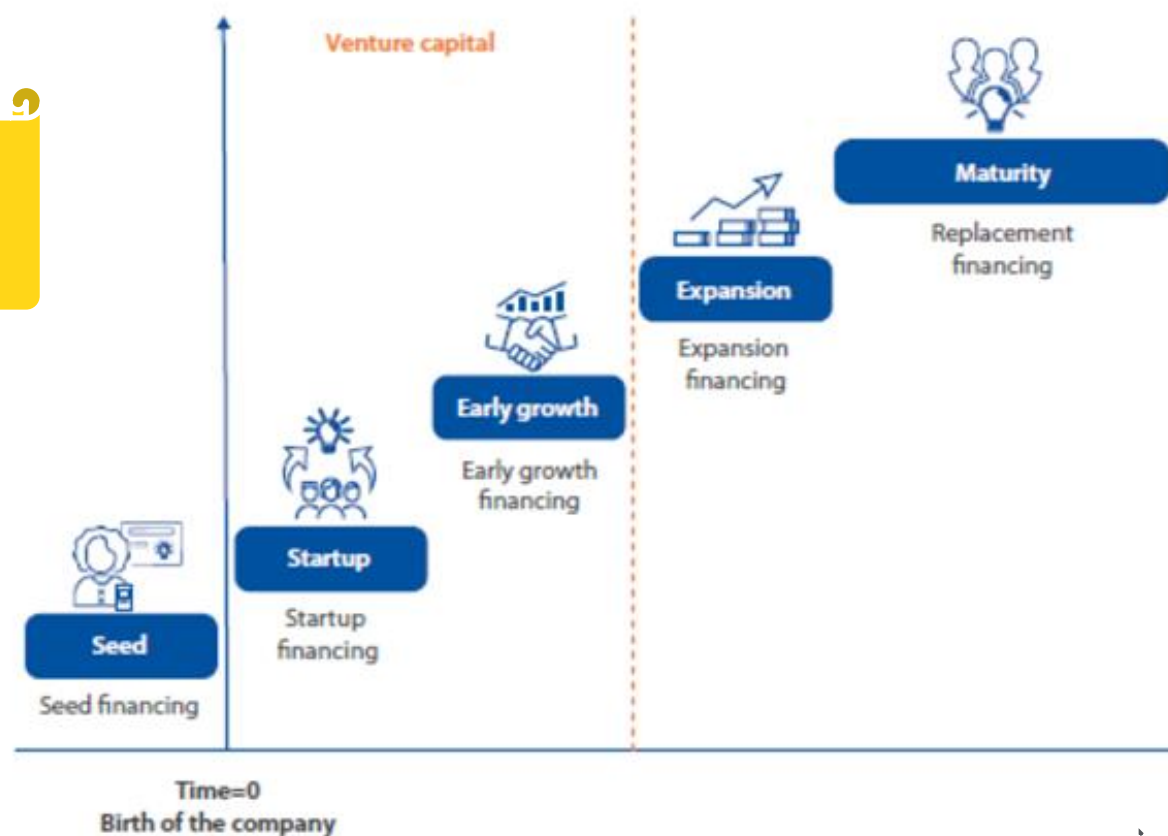 Venture capital
Maturity
Replacement
financing
Expansion
Expansion
financing
Early growth
Early growth
financing
Startup
Startup
financing
Seed
Seed financing
Time=0
Birth of the company